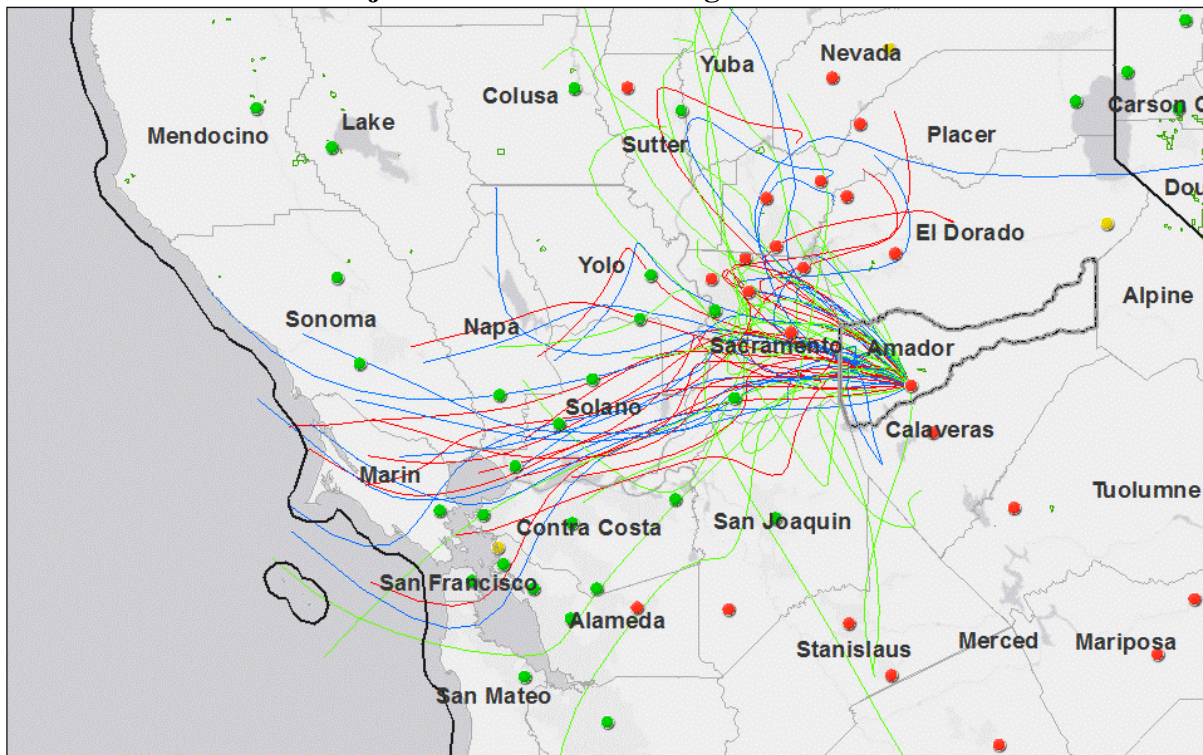 Nevada
Yuba
Colusa
Carson C
Mendocino
Lake
Placer
Sutter
Dou
El Dorado
Yolo
Alpine
Sonoma
Napa
Sacramento
Amador
Solano
Calaveras
Marin
Tuolumne
Contra Costa
San Joaquin
San Francisco
Alameda
Stanislaus
Merced
Mariposa
San Mateo